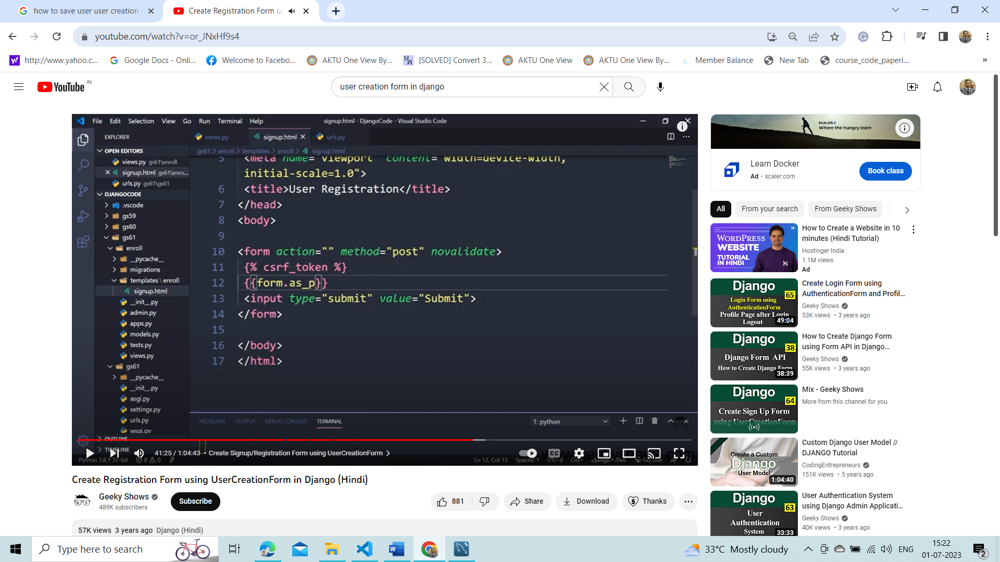 how to save user user creation
Create Registration Form us
youtube.com/watch?v=or_JNxHf9s4
http://www.yahoo.c...
Google Docs - Onli...
Welcome to Facebo...
AKTU One View By...
[SOLVED] Convert 3...
AKTU One View
AKTU One View By...
Member Balance
New Tab
course_code_paperi...
»
YouTube IN
user creation form in django
File Edit Selection View Go Run Terminal Help
signup.html - DjangoCode - Visual Studio Code
EXPLORER
views.py
signup.html
urls.py
OPEN EDITORS
views.py gs61\enroll
signup.html gs61\enro...
urls.py gs61\gs61
DJANGOCODE
.vscode
gs59
gs60
gs61
enroll
__pycache__
migrations
templates\enroll
signup.html
__init__.py
admin.py
apps.py
models.py
tests.py
views.py
gs61
__pycache__
__init__.py
asgi.py
settings.py
urls.py
wsgi.py
OUTLINE
TIMELINE
gs61 > enroll > templates > enroll > signup.html
5 <meta name="viewport" content="width=device-width,
initial-scale=1.0">
6 <title>User Registration</title>
7 </head>
8 <body>
9
10 <form action="" method="post" novalidate>
11 {% csrf_token %}
12 {{form.as_p}}
13 <input type="submit" value="Submit">
14 </form>
15
16 </body>
17 </html>
PROBLEMS OUTPUT DEBUG CONSOLE TERMINAL
1: python
41:25 / 1:04:43 • Create Signup/Registration Form using UserCreationForm
Python 3.8.1 32-bit
0 0
Ln 12, Col 13 Spaces: 1 UTF-8 CRLF Django HTML Go Live
Create Registration Form using UserCreationForm in Django (Hindi)
Geeky Shows
489K subscribers
Subscribe
881
Share
Download
Thanks
57K views 3 years ago Django (Hindi)
SCALER
Where the hungry learn
Learn Docker
Ad · scaler.com
Book class
All
From your search
From Geeky Shows
WORDPRESS
WEBSITE
TUTORIAL
IN HINDI
How to Create a Website in 10
minutes (Hindi Tutorial)
Hostinger India
1.1M views
Ad
Django
65
Login Form using
AuthenticationForm
Profile Page after Login
Logout
49:04
Create Login Form using
AuthenticationForm and Profil...
Geeky Shows
53K views • 3 years ago
Django
38
Django Form API
How to Create Django Form
38:39
How to Create Django Form
using Form API in Django...
Geeky Shows
55K views • 3 years ago
Django
64
Create Sign Up Form
using UserCreationForm
Mix - Geeky Shows
More from this channel for you
Create a Custom
Django
User Model
1:04:40
Custom Django User Model //
DJANGO Tutorial
CodingEntrepreneurs
151K views • 5 years ago
Django
63
User
Authentication
System
33:33
User Authentication System
using Django Admin Applicati...
Geeky Shows
40K views • 3 years ago
Type here to search
33°C Mostly cloudy
ENG
15:22
01-07-2023
2